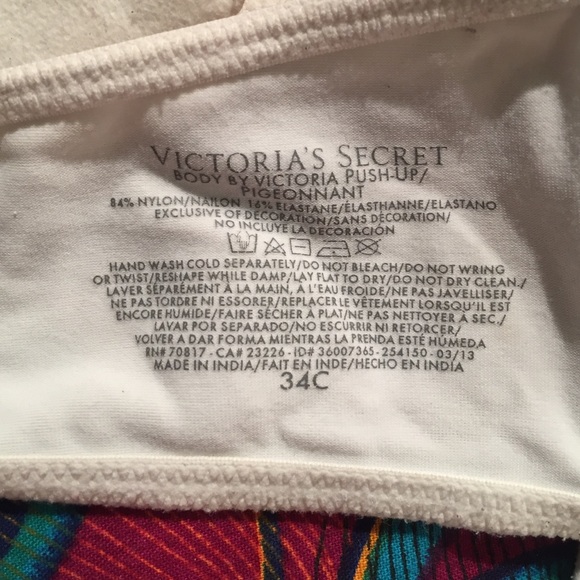 VICTORIA'S SECRET
BODY BY VICTORIA PUSH-UP/
PIGEONNANT
84% NYLON/NAILON 16% ELASTANE/ÉLASTHANNE/ELASTANO
EXCLUSIVE OF DECORATION/SANS DÉCORATION/
NO INCLUYE LA DECORACIÓN
HAND WASH COLD SEPARATELY/DO NOT BLEACH/DO NOT WRING
OR TWIST/RESHAPE WHILE DAMP/LAY FLAT TO DRY/DO NOT DRY CLEAN./
LAVER SÉPARÉMENT À LA MAIN, À L'EAU FROIDE/NE PAS JAVELLISER/
NE PAS TORDRE NI ESSORER/REPLACER LE VÊTEMENT LORSQU'IL EST
ENCORE HUMIDE/FAIRE SÉCHER À PLAT/NE PAS NETTOYER À SEC./
LAVAR POR SEPARADO/NO ESCURRIR NI RETORCER/
VOLVER A DAR FORMA MIENTRAS LA PRENDA ESTÉ HÚMEDA
RN# 70817 - CA# 23226 - ID# 36007365 - 254150 - 03/13
MADE IN INDIA/FAIT EN INDE/HECHO EN INDIA
34C